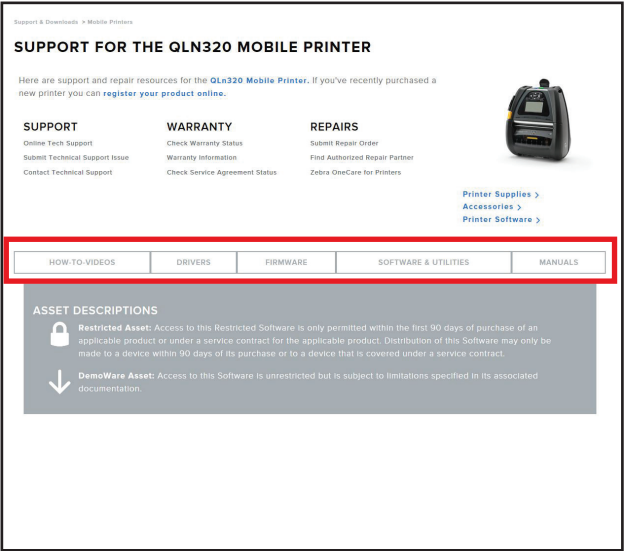 Support & Downloads > Mobile Printers
SUPPORT FOR THE QLN320 MOBILE PRINTER
Here are support and repair resources for the QLn320 Mobile Printer. If you've recently purchased a
new printer you can register your product online.
SUPPORT
Online Tech Support
Submit Technical Support Issue
Contact Technical Support
WARRANTY
Check Warranty Status
Warranty Information
Check Service Agreement Status
REPAIRS
Submit Repair Order
Find Authorized Repair Partner
Zebra OneCare for Printers
Printer Supplies >
Accessories >
Printer Software >
HOW-TO-VIDEOS
DRIVERS
FIRMWARE
SOFTWARE & UTILITIES
MANUALS
ASSET DESCRIPTIONS
Restricted Asset: Access to this Restricted Software is only permitted within the first 90 days of purchase of an
applicable product or under a service contract for the applicable product. Distribution of this Software may only be
made to a device within 90 days of its purchase or to a device that is covered under a service contract.
DemoWare Asset: Access to this Software is unrestricted but is subject to limitations specified in its associated
documentation.